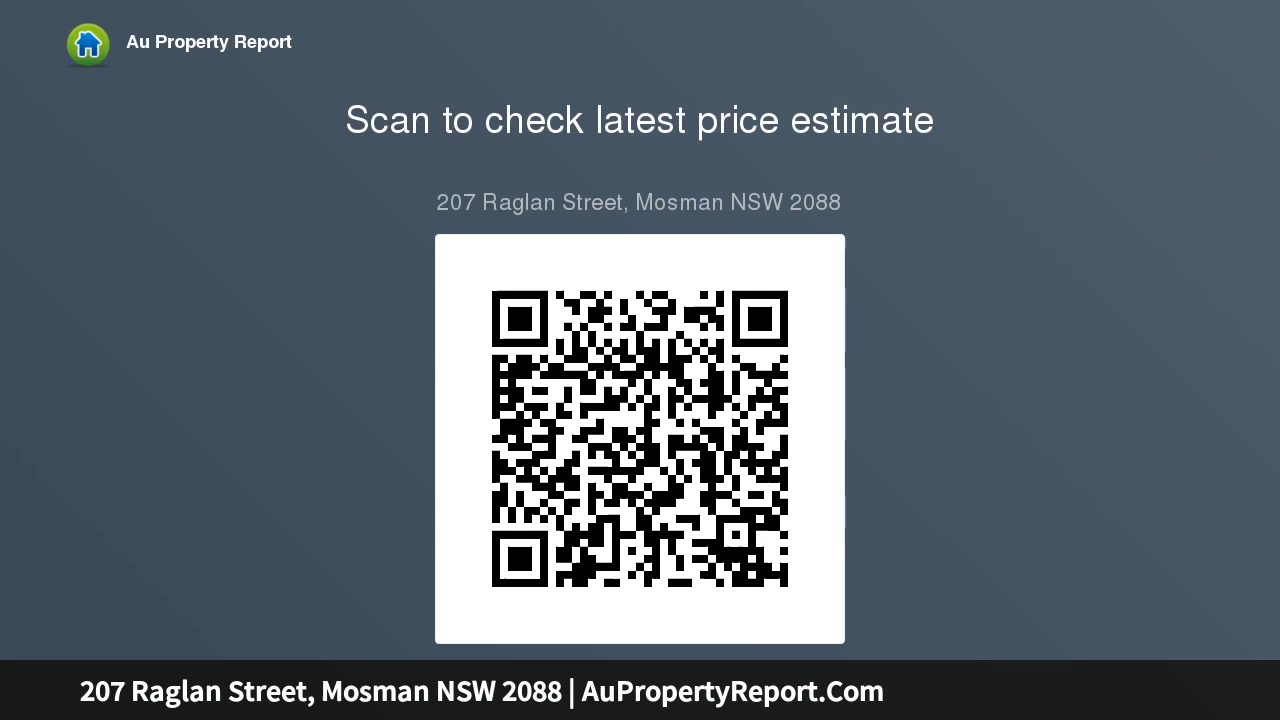 Au Property Report
Scan to check latest price estimate
207 Raglan Street, Mosman NSW 2088
207 Raglan Street, Mosman NSW 2088 | AuPropertyReport.Com